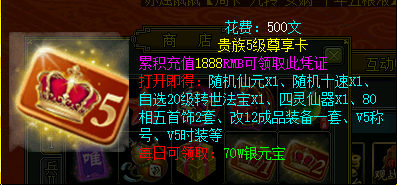 花费：500文
贵族5级尊享卡
累积充值1888RMB可领取此凭证
打开即得：随机仙元x1、随机十速x1、
自选20级转世法宝x1、四灵仙器x1、80
相五首饰2套、改12成品装备一套、V5称
号、V5时装等
每日可领取：70W银元宝
5
商店
互动